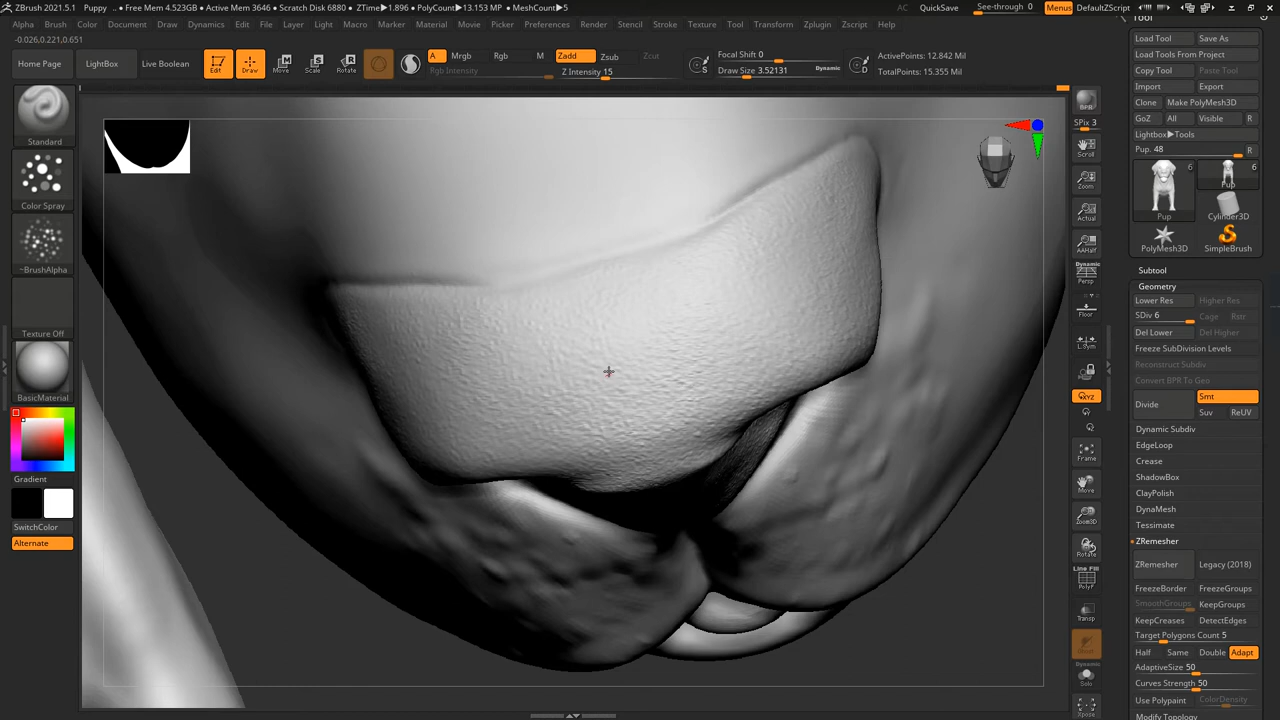 ZBrush 2021.5.1 Puppy • Free Mem 4.523GB • Active Mem 3646 • Scratch Disk 6880 • ZTime▶1.896 • PolyCount▶13.153 MP • MeshCount▶5 AC QuickSave See-through 0 Menus DefaultZScript
Alpha Brush Color Document Draw Dynamics Edit File Layer Light Macro Marker Material Movie Picker Preferences Render Stencil Stroke Texture Tool Transform Zplugin Zscript Help
-0.026,0.221,0.651
Home Page LightBox Live Boolean Edit Draw Move Scale Rotate
A Mrgb Rgb M Zadd Zsub Zcut
Rgb Intensity Z Intensity 15
Focal Shift 0
Draw Size 3.52131 Dynamic
S D
ActivePoints: 12.842 Mil
TotalPoints: 15.355 Mil
Standard
Color Spray
~BrushAlpha
Texture Off
BasicMaterial
Gradient
SwitchColor
Alternate
BPR
SPix 3
Scroll
Zoom
Actual
AAHalf
Dynamic
Persp
Floor
L.Sym
XYZ
Frame
Move
Zoom3D
Rotate
Line Fill
PolyF
Transp
Dynamic
Solo
Xpose
Tool
Load Tool Save As
Load Tools From Project
Copy Tool Paste Tool
Import Export
Clone Make PolyMesh3D
GoZ All Visible R
Lightbox▶Tools
Pup. 48 R
6 6
Pup Pup
Cylinder3D
PolyMesh3D SimpleBrush
Subtool
Geometry
Lower Res Higher Res
SDiv 6 Cage Rstr
Del Lower Del Higher
Freeze SubDivision Levels
Reconstruct Subdiv
Convert BPR To Geo
Divide Smt
Suv ReUV
Dynamic Subdiv
EdgeLoop
Crease
ShadowBox
ClayPolish
DynaMesh
Tessimate
ZRemesher
ZRemesher Legacy (2018)
FreezeBorder FreezeGroups
SmoothGroups KeepGroups
KeepCreases DetectEdges
Target Polygons Count 5
Half Same Double Adapt
AdaptiveSize 50
Curves Strength 50
Use Polypaint ColorDensity
Modify Topology